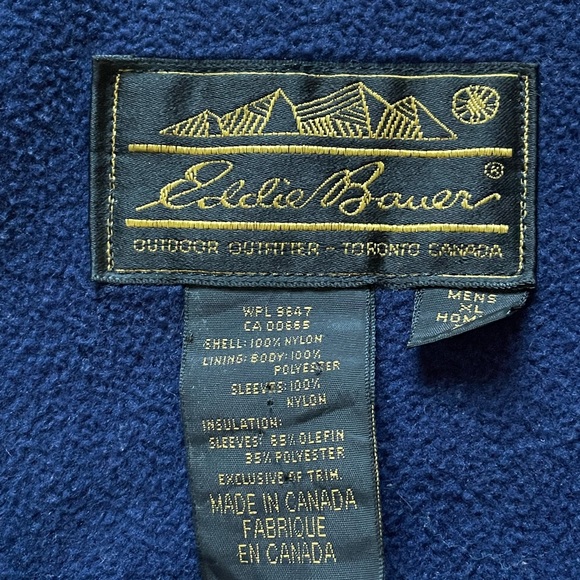 Eddie Bauer®
OUTDOOR OUTFITTER - TORONTO CANADA
WPL 9647
CA 00665
SHELL: 100% NYLON
LINING: BODY: 100%
POLYESTER
SLEEVES: 100%
NYLON
INSULATION:
SLEEVES: 65% OLEFIN
35% POLYESTER
EXCLUSIVE OF TRIM.
MADE IN CANADA
FABRIQUE
EN CANADA
MENS
XL